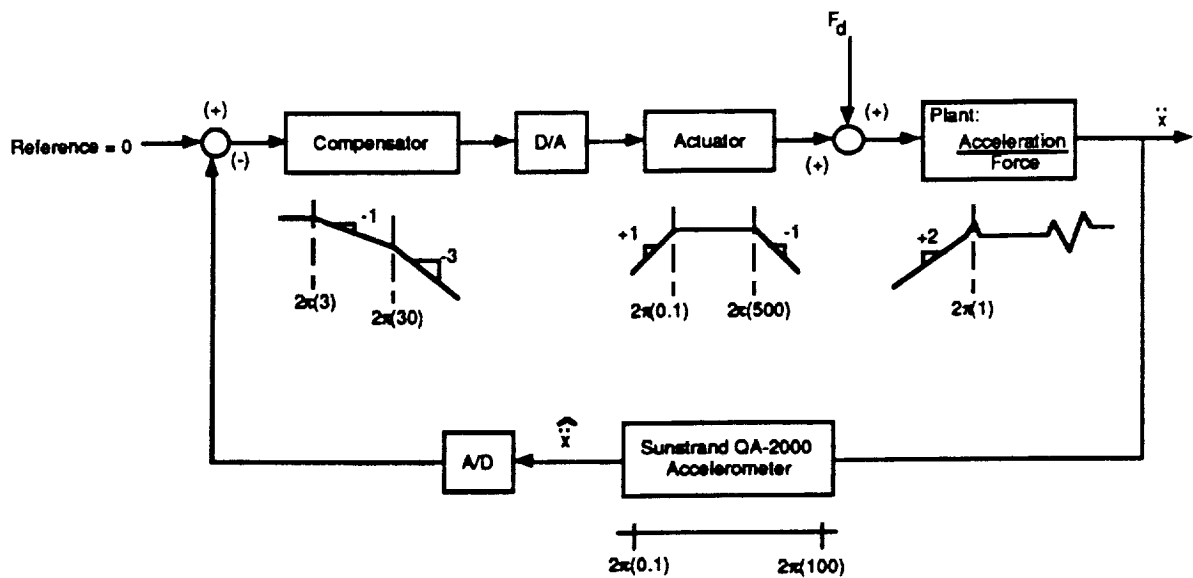 F_d
(+)
(+)
Reference = 0
(-)
Compensator
D/A
Actuator
(+)
Plant:
Acceleration
Force
ẍ
-1
-3
2π(3)
2π(30)
+1
-1
2π(0.1)
2π(500)
+2
2π(1)
A/D
ẍ̂
Sunstrand QA-2000
Accelerometer
2π(0.1)
2π(100)